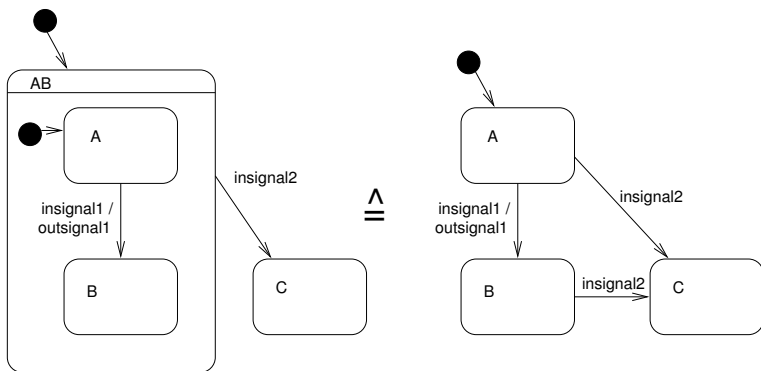 AB
A
insignal1 /
outsignal1
B
insignal2
C
≙
A
insignal1 /
outsignal1
insignal2
B
insignal2
C